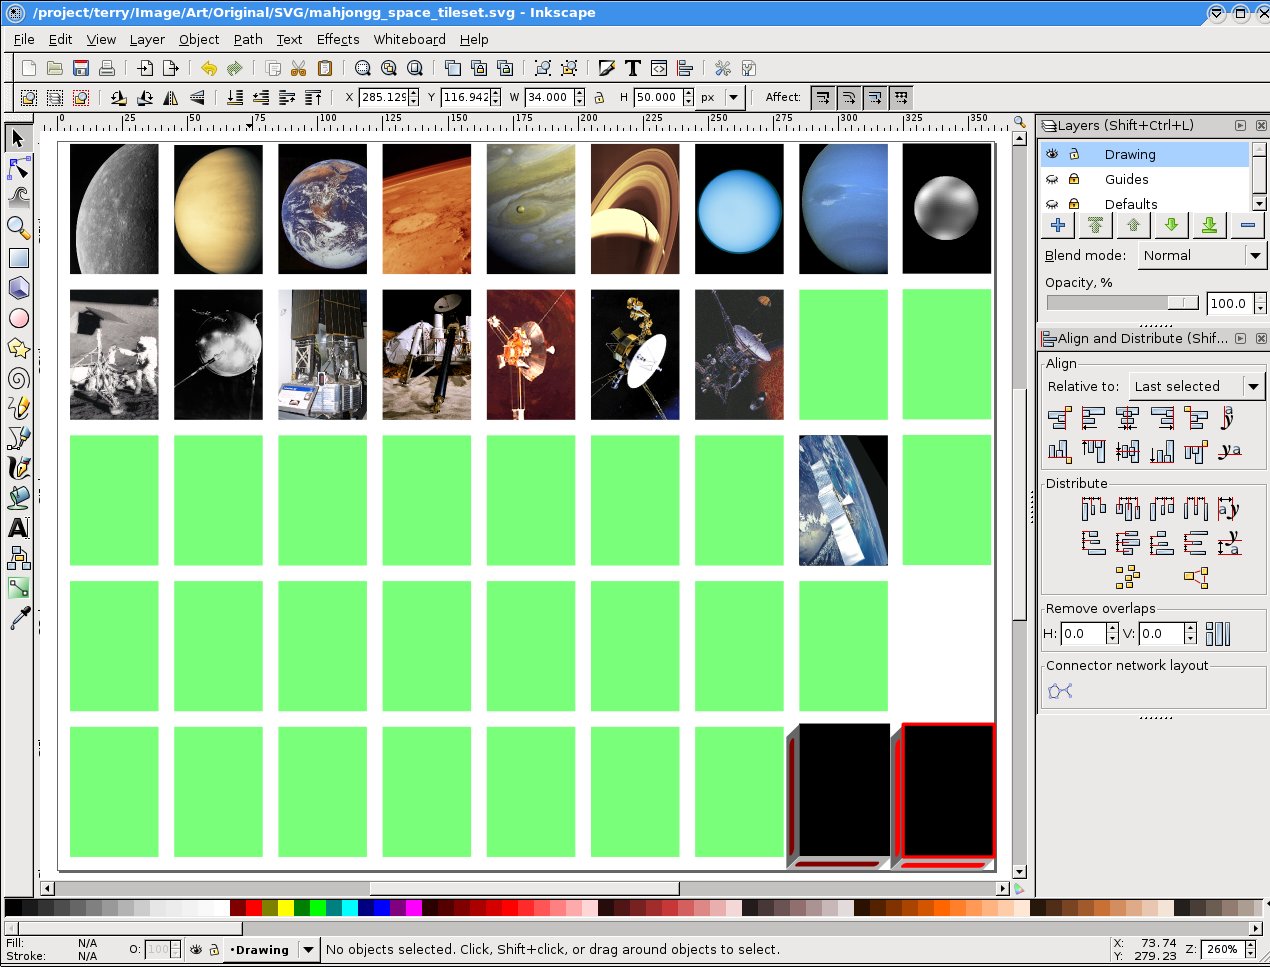 /project/terry/Image/Art/Original/SVG/mahjongg_space_tileset.svg - Inkscape
File Edit View Layer Object Path Text Effects Whiteboard Help
X 285.129 Y 116.942 W 34.000 H 50.000 px Affect:
0 25 50 75 100 125 150 175 200 225 250 275 300 325 350
Layers (Shift+Ctrl+L)
Drawing
Guides
Defaults
Blend mode: Normal
Opacity, %
100.0
Align and Distribute (Shif...
Align
Relative to: Last selected
Distribute
Remove overlaps
H: 0.0 V: 0.0
Connector network layout
Fill: N/A
Stroke: N/A
O: 100
•Drawing
No objects selected. Click, Shift+click, or drag around objects to select.
X: 73.74
Y: 279.23
Z: 260%